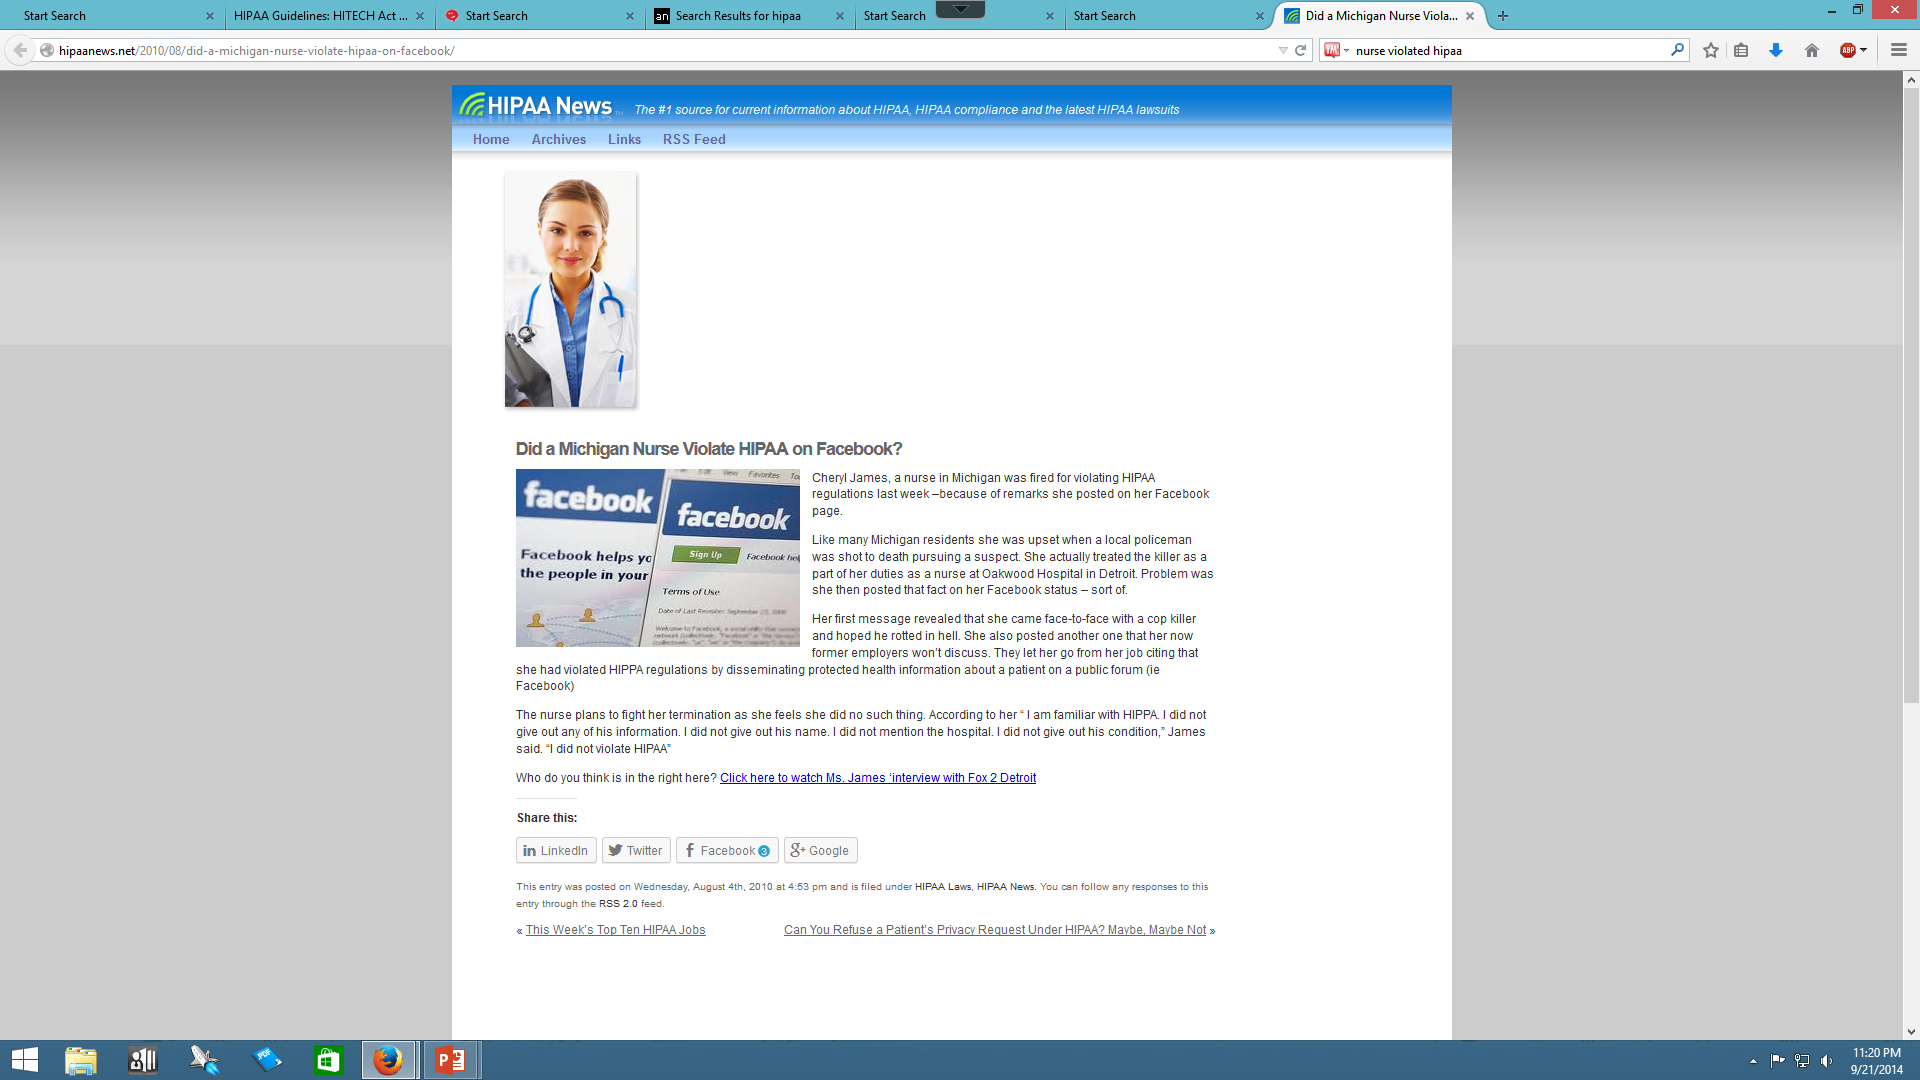 Start Search
HIPAA Guidelines: HITECH Act ...
Start Search
an Search Results for hipaa
Start Search
Start Search
Did a Michigan Nurse Viola...
hipaanews.net/2010/08/did-a-michigan-nurse-violate-hipaa-on-facebook/
nurse violated hipaa
ABP
HIPAA News
The #1 source for current information about HIPAA, HIPAA compliance and the latest HIPAA lawsuits
Home Archives Links RSS Feed
Did a Michigan Nurse Violate HIPAA on Facebook?
facebook
Facebook helps yo
the people in your
View Favorites To
facebook
Sign Up Facebook hel
Terms of Use
Date of Last Revision: September 23, 2008
Cheryl James, a nurse in Michigan was fired for violating HIPAA
regulations last week –because of remarks she posted on her Facebook
page.
Like many Michigan residents she was upset when a local policeman
was shot to death pursuing a suspect. She actually treated the killer as a
part of her duties as a nurse at Oakwood Hospital in Detroit. Problem was
she then posted that fact on her Facebook status – sort of.
Her first message revealed that she came face-to-face with a cop killer
and hoped he rotted in hell. She also posted another one that her now
former employers won’t discuss. They let her go from her job citing that
she had violated HIPPA regulations by disseminating protected health information about a patient on a public forum (ie
Facebook)
The nurse plans to fight her termination as she feels she did no such thing. According to her “ I am familiar with HIPPA. I did not
give out any of his information. I did not give out his name. I did not mention the hospital. I did not give out his condition,” James
said. “I did not violate HIPAA”
Who do you think is in the right here? Click here to watch Ms. James ‘interview with Fox 2 Detroit
Share this:
in LinkedIn Twitter f Facebook 3 g+ Google
This entry was posted on Wednesday, August 4th, 2010 at 4:53 pm and is filed under HIPAA Laws, HIPAA News. You can follow any responses to this
entry through the RSS 2.0 feed.
« This Week’s Top Ten HIPAA Jobs
Can You Refuse a Patient’s Privacy Request Under HIPAA? Maybe, Maybe Not »
PDF
P
11:20 PM
9/21/2014